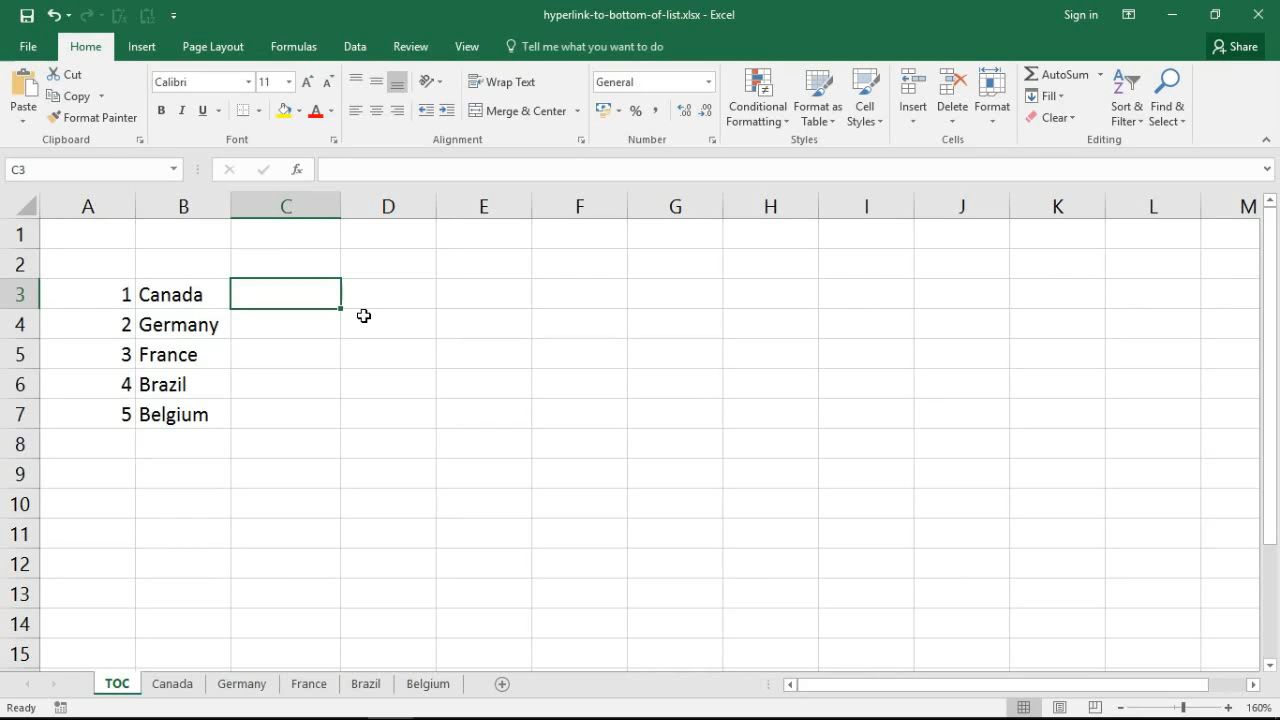 hyperlink-to-bottom-of-list.xlsx - Excel
Sign in
File Home Insert Page Layout Formulas Data Review View Tell me what you want to do Share
Paste
Cut
Copy
Format Painter
Clipboard
Calibri 11
B I U
Font
Wrap Text
Merge & Center
Alignment
General
%
Number
Conditional Formatting
Format as Table
Cell Styles
Styles
Insert Delete Format
Cells
AutoSum
Fill
Clear
Sort & Filter
Find & Select
Editing
C3 fx
A B C D E F G H I J K L M
1
2
3 1 Canada
4 2 Germany
5 3 France
6 4 Brazil
7 5 Belgium
8
9
10
11
12
13
14
15
TOC Canada Germany France Brazil Belgium
Ready 160%